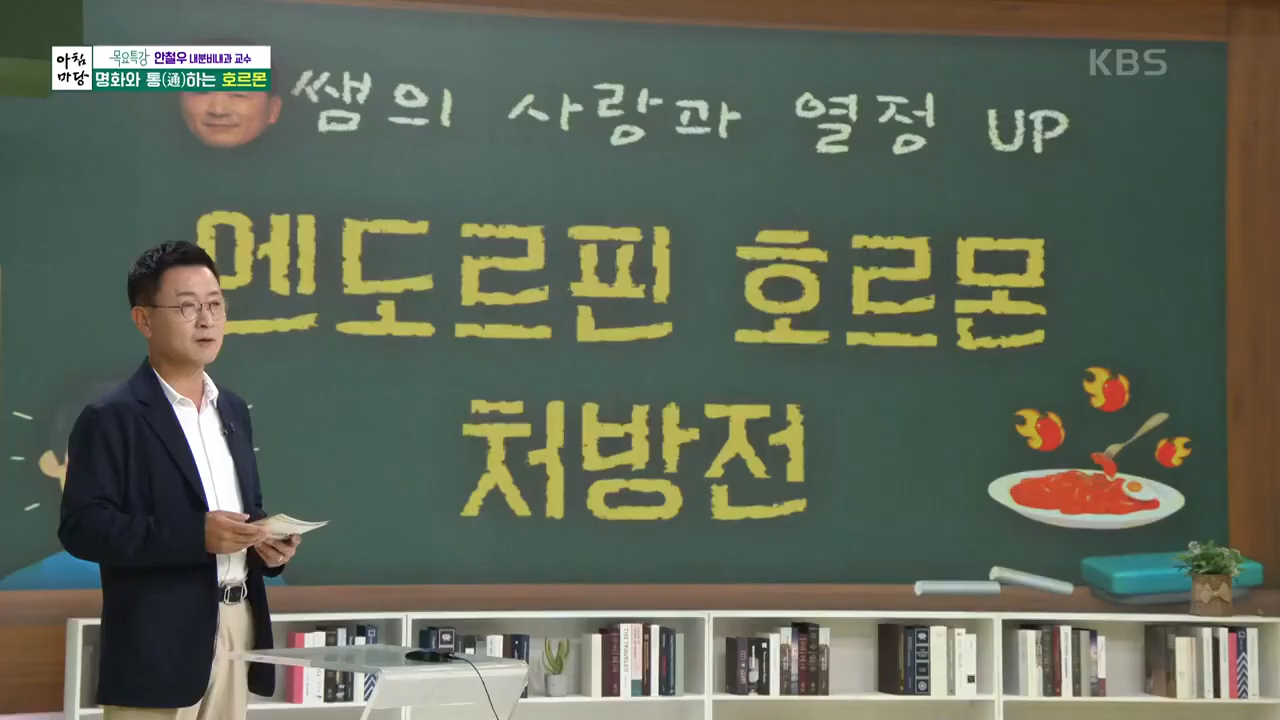 아침
마당
목요특강 안철우 내분비내과 교수
명화와 통(通)하는 호르몬
KBS
쌤의 사랑과 열정 UP
엔도르핀 호르몬
처방전
THE TRAVELER